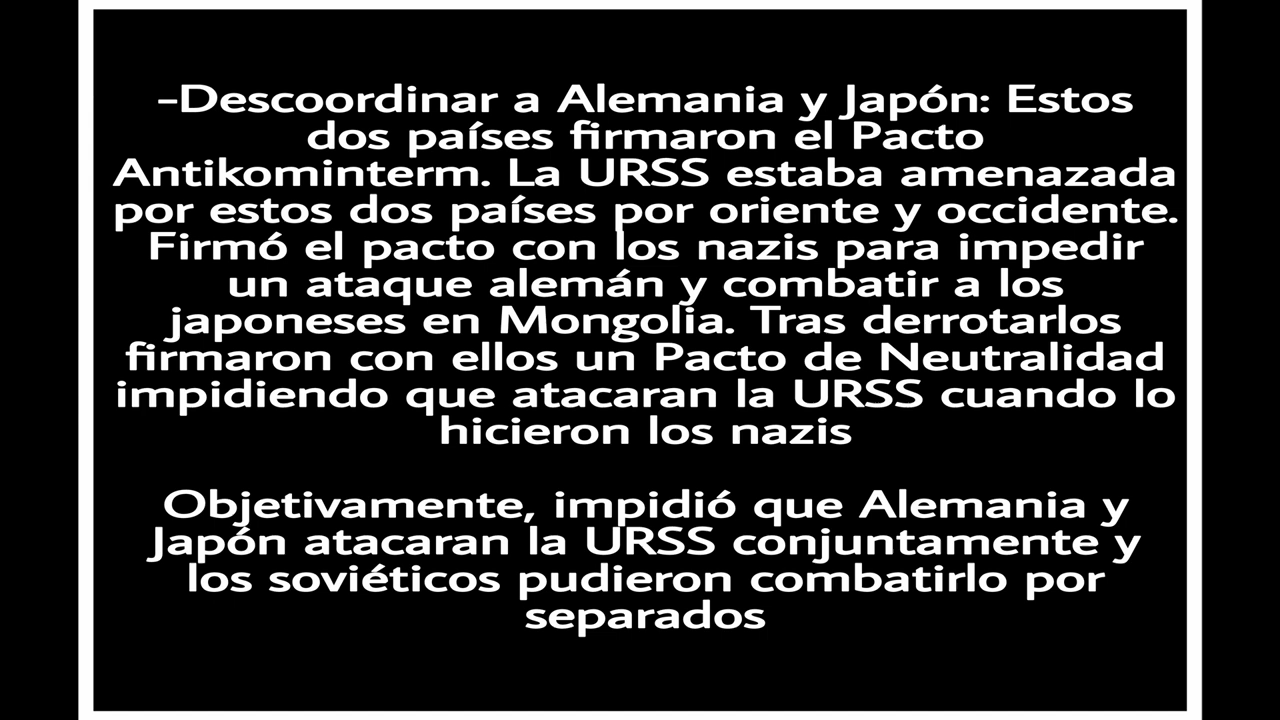 -Descoordinar a Alemania y Japón: Estos
dos países firmaron el Pacto
Antikominterm. La URSS estaba amenazada
por estos dos países por oriente y occidente.
Firmó el pacto con los nazis para impedir
un ataque alemán y combatir a los
japoneses en Mongolia. Tras derrotarlos
firmaron con ellos un Pacto de Neutralidad
impidiendo que atacaran la URSS cuando lo
hicieron los nazis
Objetivamente, impidió que Alemania y
Japón atacaran la URSS conjuntamente y
los soviéticos pudieron combatirlo por
separados